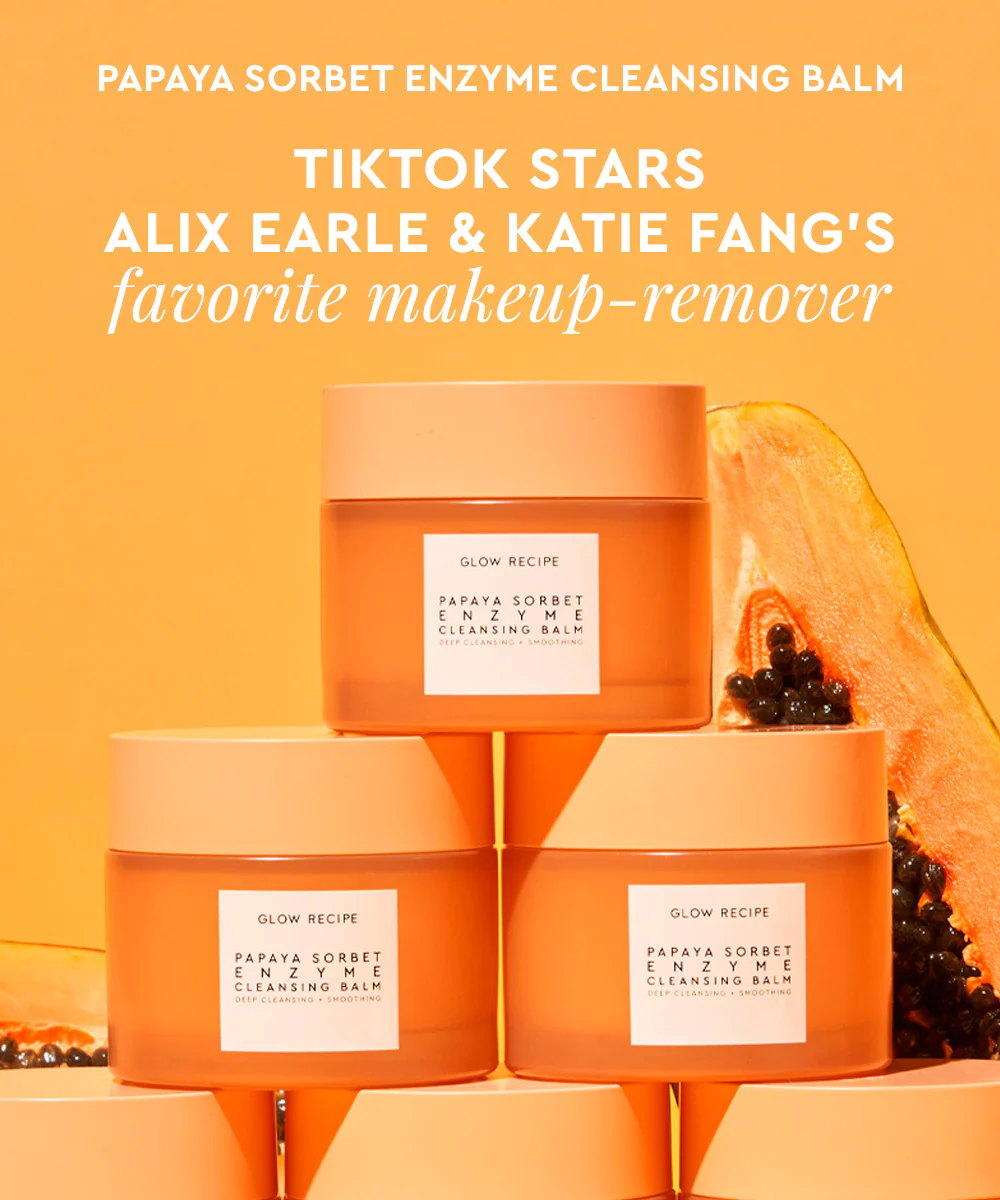 PAPAYA SORBET ENZYME CLEANSING BALM
TIKTOK STARS
ALIX EARLE & KATIE FANG'S
favorite makeup-remover
GLOW RECIPE
PAPAYA SORBET
ENZYME
CLEANSING BALM
DEEP CLEANSING + SMOOTHING
GLOW RECIPE
PAPAYA SORBET
ENZYME
CLEANSING BALM
DEEP CLEANSING + SMOOTHING
GLOW RECIPE
PAPAYA SORBET
ENZYME
CLEANSING BALM
DEEP CLEANSING + SMOOTHING